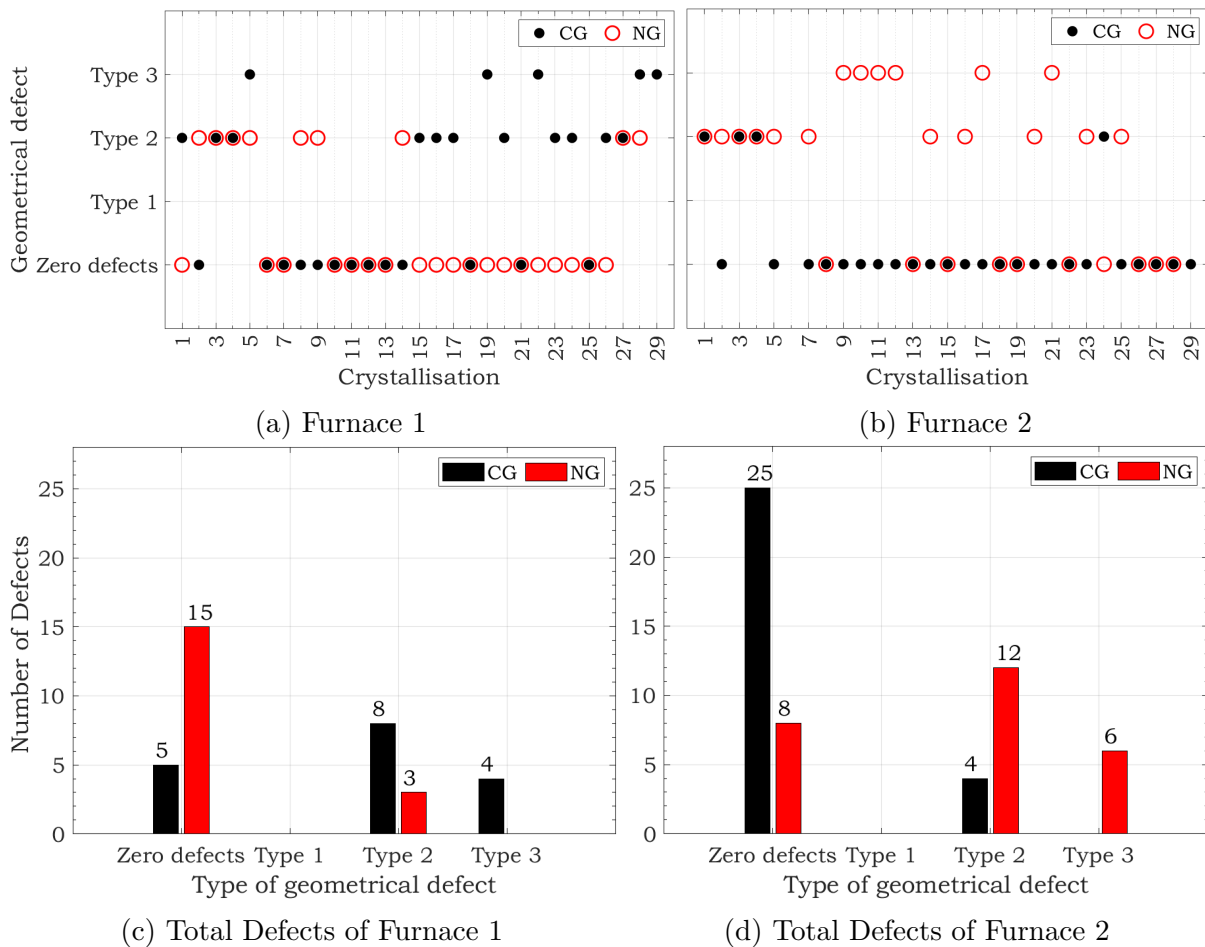 CG NG
Geometrical defect
Type 3
Type 2
Type 1
Zero defects
1 3 5 7 9 11 13 15 17 19 21 23 25 27 29
Crystallisation
(a) Furnace 1
CG NG
1 3 5 7 9 11 13 15 17 19 21 23 25 27 29
Crystallisation
(b) Furnace 2
CG NG
Number of Defects
25
20
15
10
5
0
5 15 8 3 4
Zero defects Type 1 Type 2 Type 3
Type of geometrical defect
(c) Total Defects of Furnace 1
CG NG
25
20
15
10
5
0
25 8 4 12 6
Zero defects Type 1 Type 2 Type 3
Type of geometrical defect
(d) Total Defects of Furnace 2